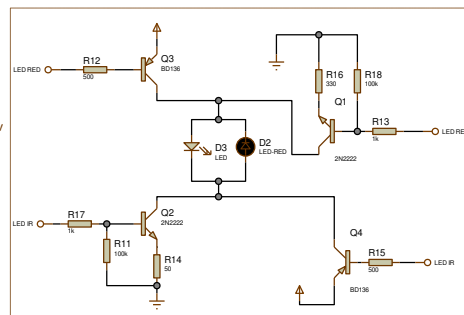 R12
500
LED RED
Q3
BD136
R16
330
R18
100k
Q1
2N2222
R13
1k
LED RE
D3
LED
D2
LED-RED
LED IR
R17
1k
R11
100k
Q2
2N2222
R14
50
Q4
BD136
R15
500
LED IR